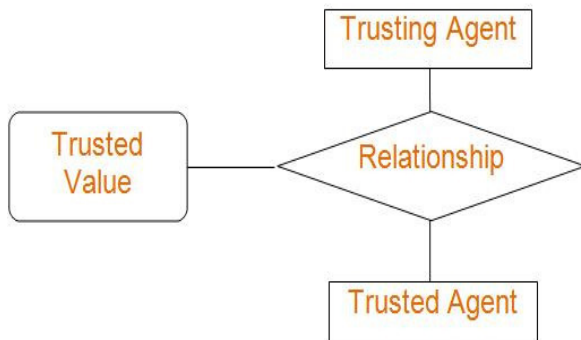 Trusting Agent
Trusted
Value
Relationship
Trusted Agent